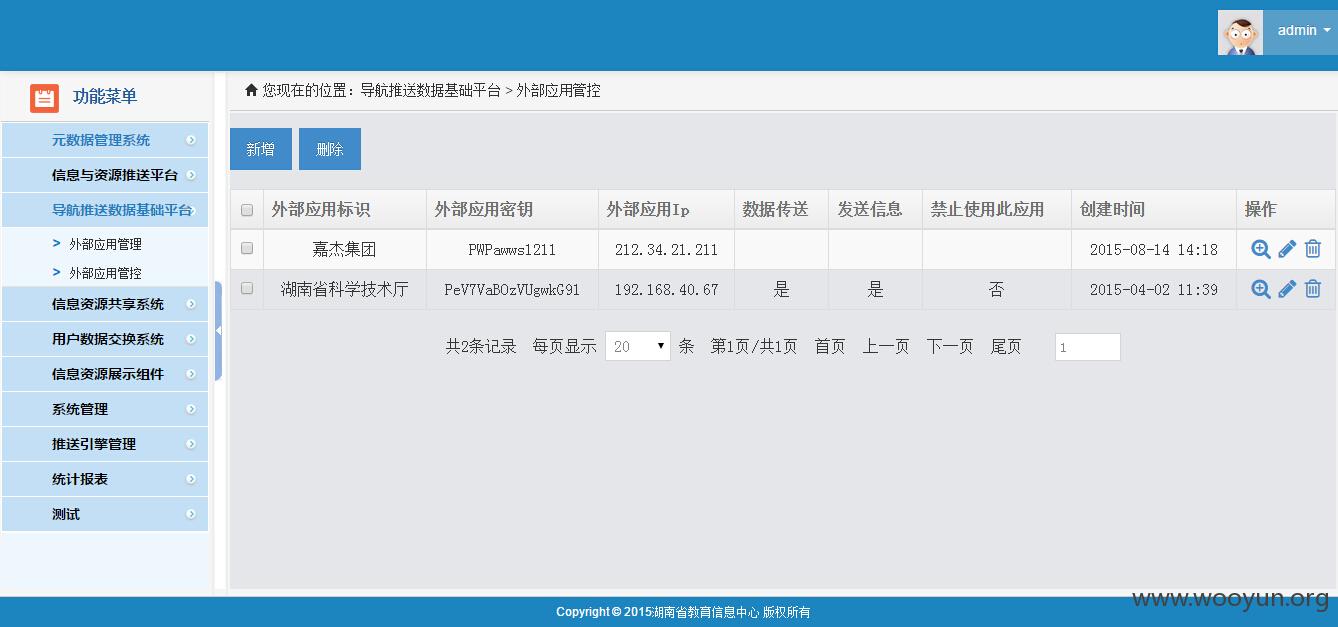 admin
功能菜单
您现在的位置：导航推送数据基础平台 > 外部应用管控
元数据管理系统
信息与资源推送平台
导航推送数据基础平台
> 外部应用管理
> 外部应用管控
信息资源共享系统
用户数据交换系统
信息资源展示组件
系统管理
推送引擎管理
统计报表
测试
新增 删除
外部应用标识 外部应用密钥 外部应用Ip 数据传送 发送信息 禁止使用此应用 创建时间 操作
嘉杰集团 PWPawws1211 212.34.21.211 2015-08-14 14:18
湖南省科学技术厅 PeV7VaBOzVUgwkG91 192.168.40.67 是 是 否 2015-04-02 11:39
共2条记录 每页显示 20 条 第1页/共1页 首页 上一页 下一页 尾页 1
Copyright © 2015湖南省教育信息中心 版权所有
www.wooyun.org